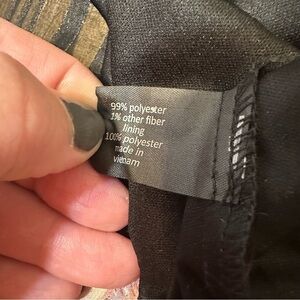 99% polyester
1% other fiber
lining
100% polyester
made in
vietnam